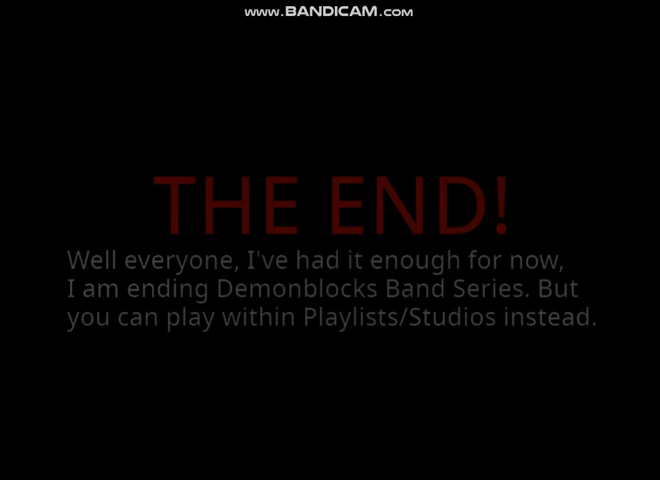 www.BANDICAM.com
THE END!
Well everyone, I've had it enough for now,
I am ending Demonblocks Band Series. But
you can play within Playlists/Studios instead.